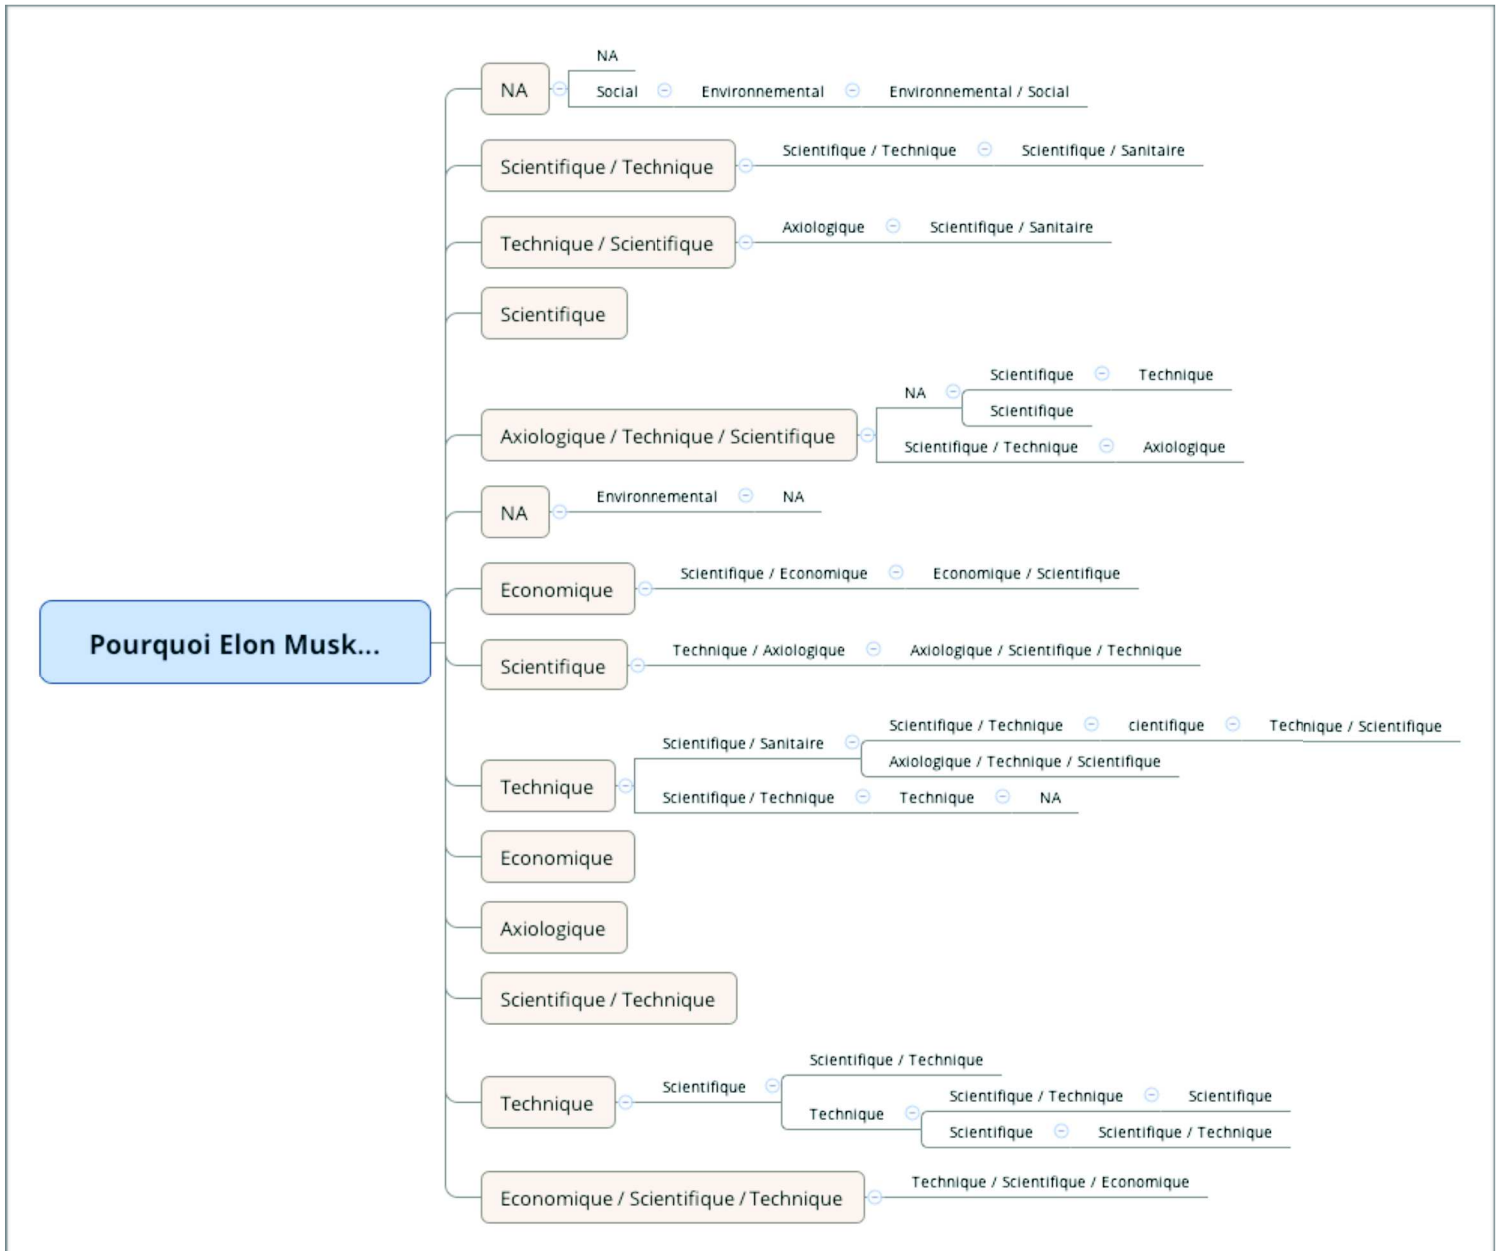 NA
NA
Social
Environnemental
Environnemental / Social
Scientifique / Technique
Scientifique / Technique
Scientifique / Sanitaire
Technique / Scientifique
Axiologique
Scientifique / Sanitaire
Scientifique
Axiologique / Technique / Scientifique
NA
Scientifique
Technique
Scientifique
Scientifique / Technique
Axiologique
NA
Environnemental
NA
Economique
Scientifique / Economique
Economique / Scientifique
Pourquoi Elon Musk...
Scientifique
Technique / Axiologique
Axiologique / Scientifique / Technique
Technique
Scientifique / Sanitaire
Scientifique / Technique
cientifique
Technique / Scientifique
Axiologique / Technique / Scientifique
Scientifique / Technique
Technique
NA
Economique
Axiologique
Scientifique / Technique
Technique
Scientifique
Scientifique / Technique
Technique
Scientifique / Technique
Scientifique
Scientifique
Scientifique / Technique
Economique / Scientifique / Technique
Technique / Scientifique / Economique